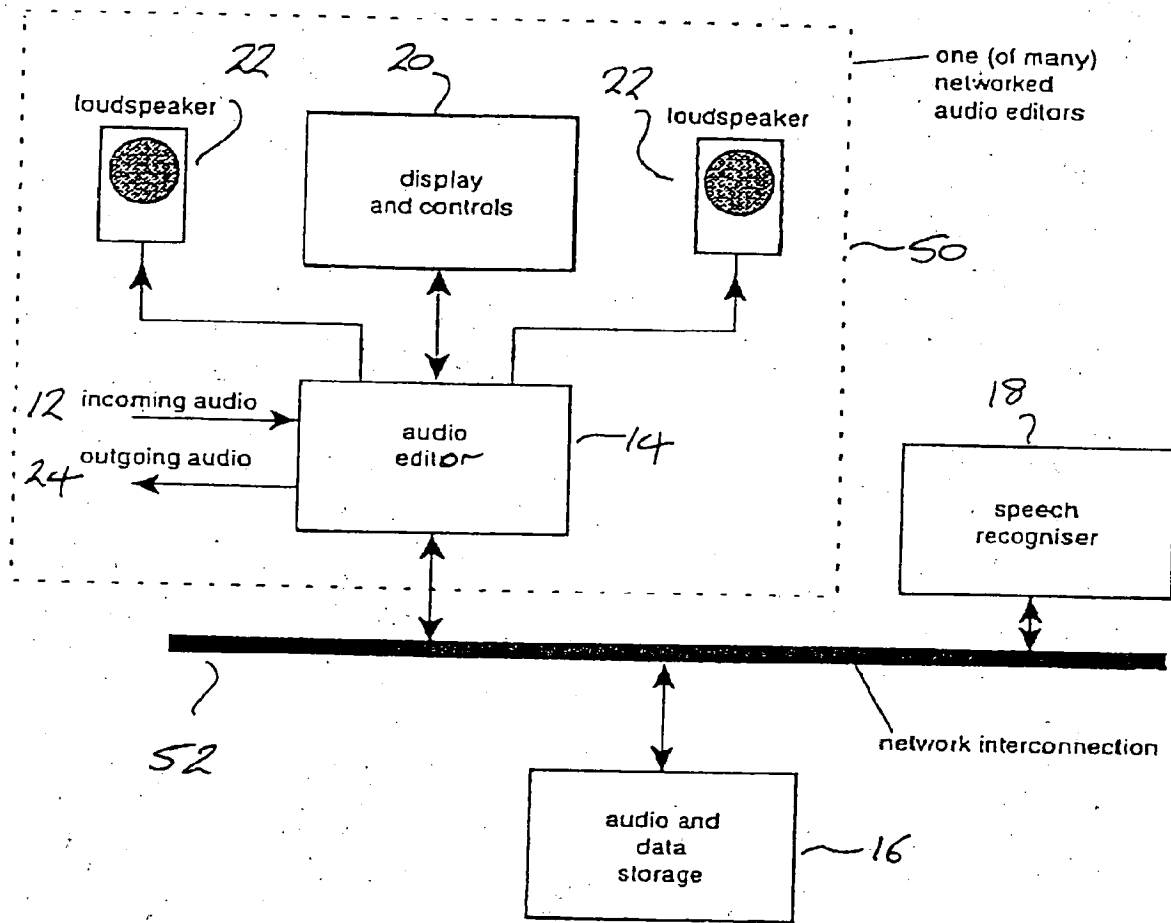 22
20
22
one (of many)
networked
audio editors
loudspeaker
loudspeaker
display
and controls
50
12 incoming audio
24 outgoing audio
audio
editor
14
18
speech
recogniser
52
network interconnection
audio and
data
storage
16